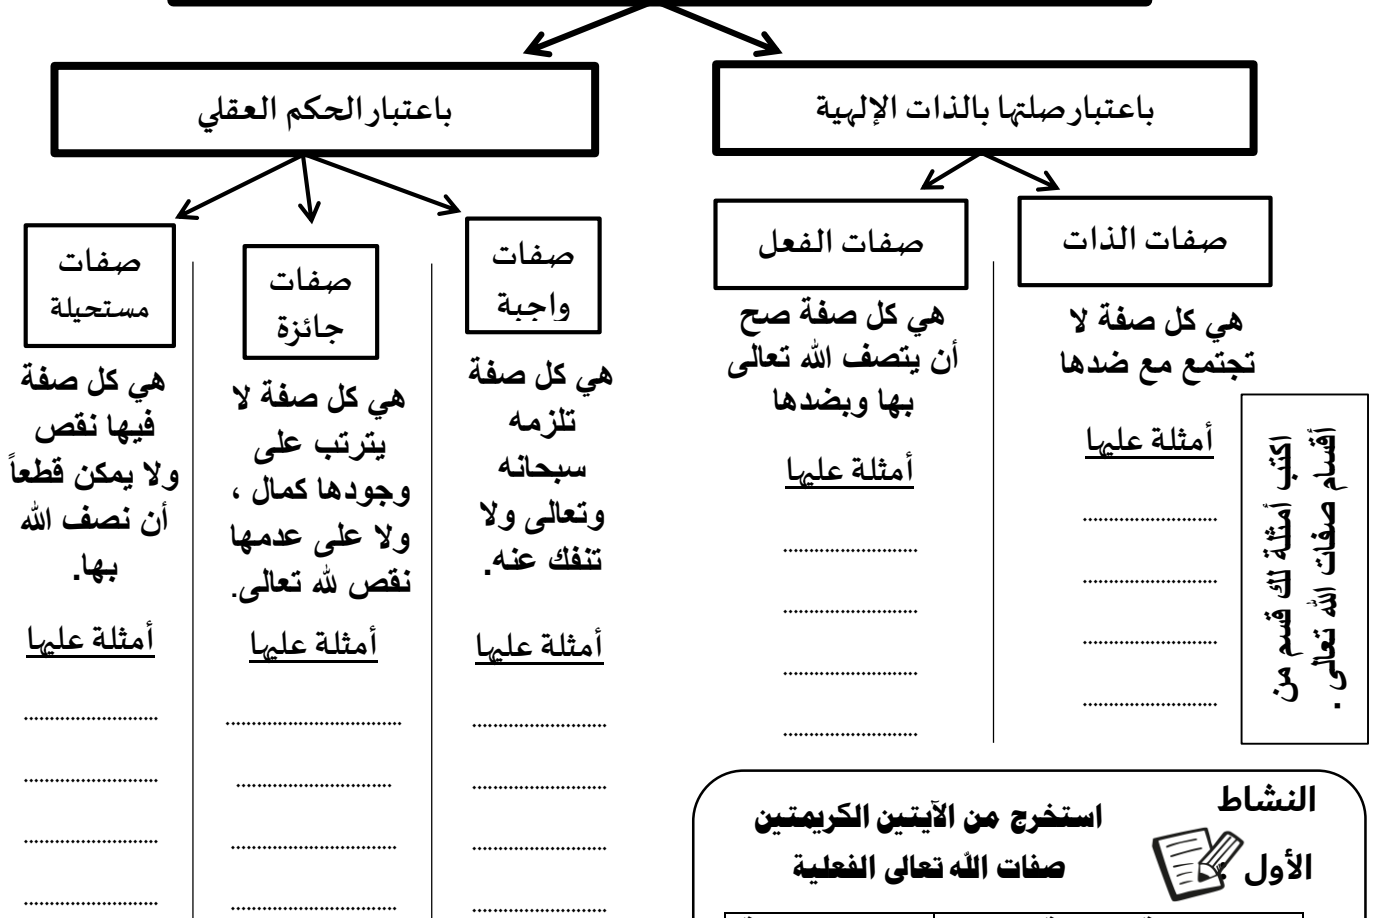 باعتبار صلتها بالذات الإلهية
باعتبار الحكم العقلي
صفات الذات
هي كل صفة لا
تجتمع مع ضدها
أمثلة عليها
..........................
..........................
..........................
..........................
صفات الفعل
هي كل صفة صح
أن يتصف الله تعالى
بها وبضدها
أمثلة عليها
..........................
..........................
..........................
..........................
صفات
واجبة
هي كل صفة
تلزمه
سبحانه
وتعالى ولا
تنفك عنه.
أمثلة عليها
..........................
..........................
..........................
..........................
صفات
جائزة
هي كل صفة لا
يترتب على
وجودها كمال ،
ولا على عدمها
نقص لله تعالى.
أمثلة عليها
..................................
..............................
................................
................................
صفات
مستحيلة
هي كل صفة
فيها نقص
ولا يمكن قطعاً
أن نصف الله
بها.
أمثلة عليها
..........................
..........................
..........................
..........................
اكتب أمثلة لك قسم من
أقسام صفات الله تعالى .
النشاط
الأول :
استخرج من الآيتين الكريمتين
صفات الله تعالى الفعلية